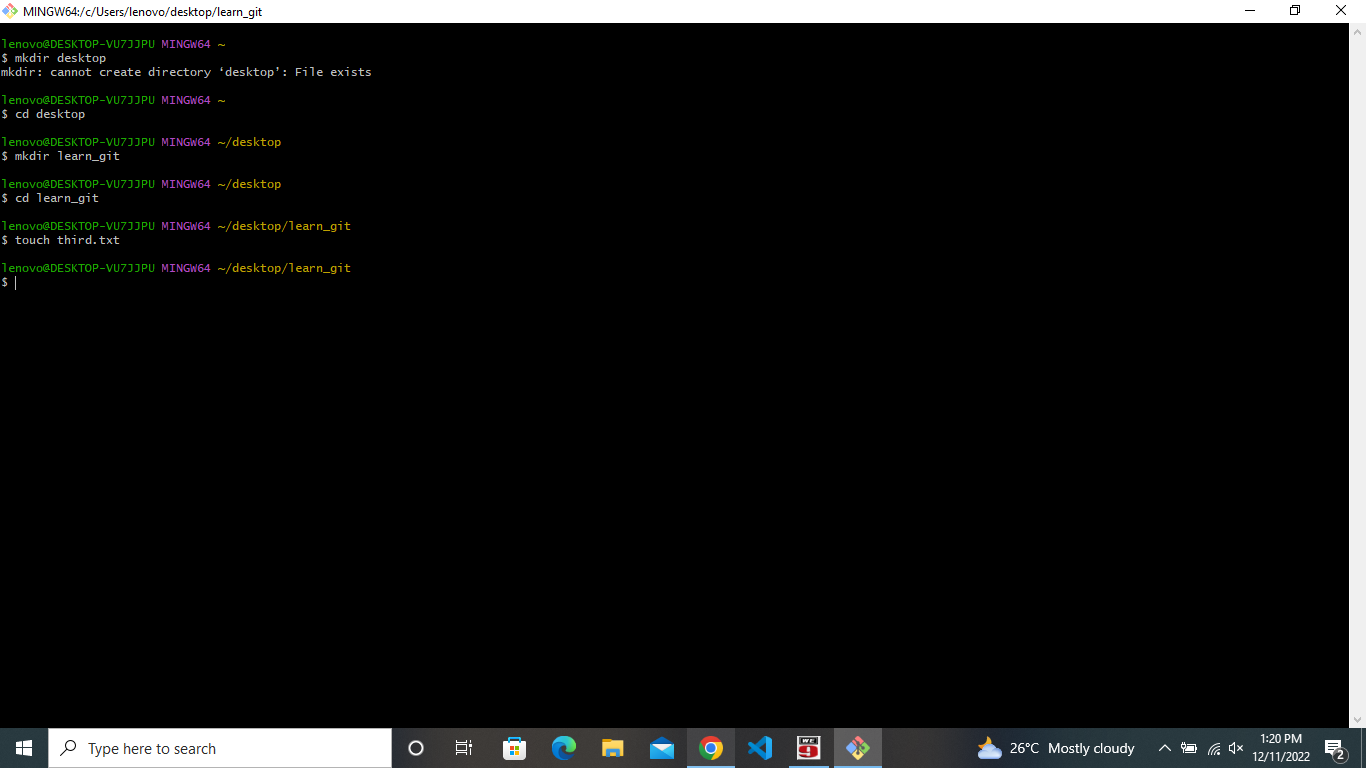 MINGW64:/c/Users/lenovo/desktop/learn_git
lenovo@DESKTOP-VU7JJPU MINGW64 ~
$ mkdir desktop
mkdir: cannot create directory ‘desktop’: File exists
lenovo@DESKTOP-VU7JJPU MINGW64 ~
$ cd desktop
lenovo@DESKTOP-VU7JJPU MINGW64 ~/desktop
$ mkdir learn_git
lenovo@DESKTOP-VU7JJPU MINGW64 ~/desktop
$ cd learn_git
lenovo@DESKTOP-VU7JJPU MINGW64 ~/desktop/learn_git
$ touch third.txt
lenovo@DESKTOP-VU7JJPU MINGW64 ~/desktop/learn_git
$
Type here to search
WE
9
26°C Mostly cloudy
1:20 PM
12/11/2022
2